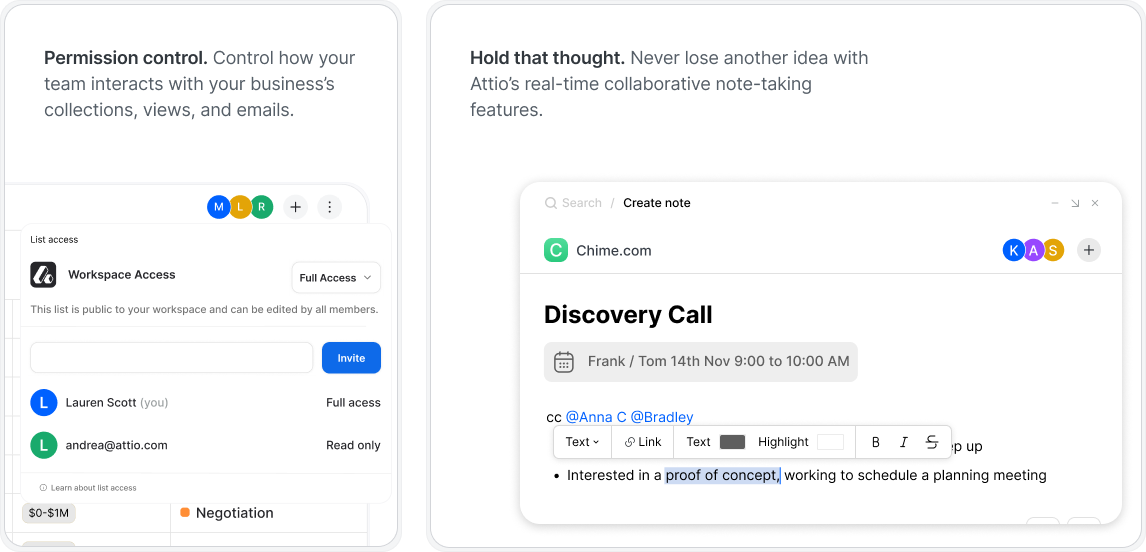 Permission control. Control how your
team interacts with your business’s
collections, views, and emails.
M L R
List access
Workspace Access
Full Access
This list is public to your workspace and can be edited by all members.
Invite
L Lauren Scott (you) Full acess
L andrea@attio.com Read only
Learn about list access
$0-$1M Negotiation
Hold that thought. Never lose another idea with
Attio’s real-time collaborative note-taking
features.
Search / Create note
C Chime.com K A S
Discovery Call
Frank / Tom 14th Nov 9:00 to 10:00 AM
cc @Anna C @Bradley
Text Link Text Highlight B I S
up
• Interested in a proof of concept, working to schedule a planning meeting